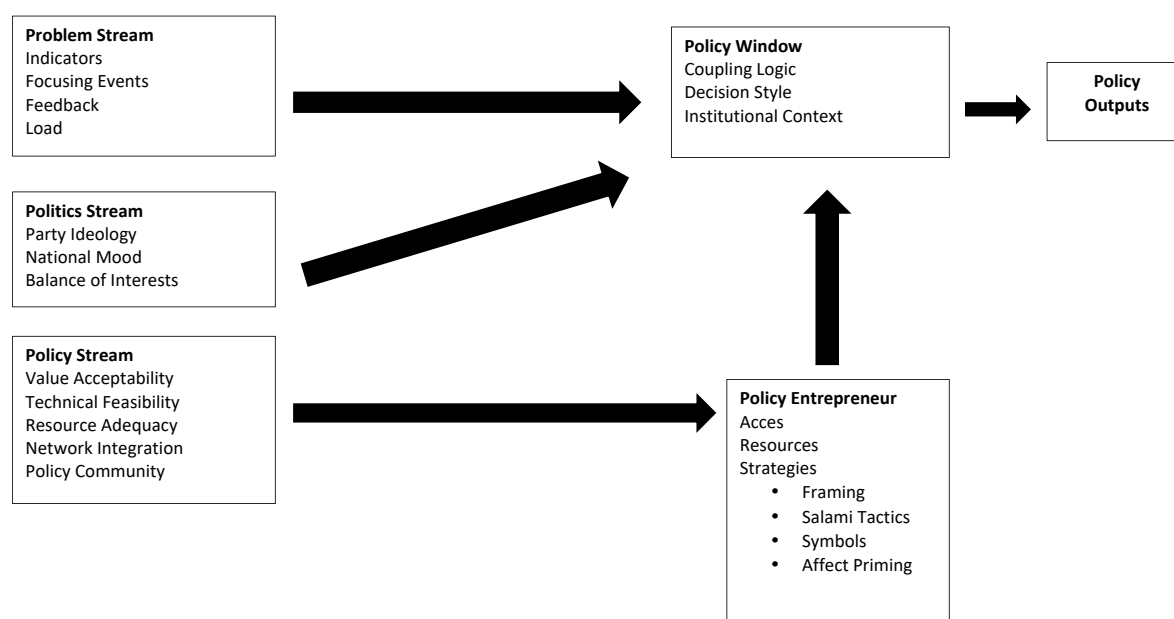 Problem Stream
Indicators
Focusing Events
Feedback
Load
Politics Stream
Party Ideology
National Mood
Balance of Interests
Policy Stream
Value Acceptability
Technical Feasibility
Resource Adequacy
Network Integration
Policy Community
Policy Window
Coupling Logic
Decision Style
Institutional Context
Policy Entrepreneur
Acces
Resources
Strategies
• Framing
• Salami Tactics
• Symbols
• Affect Priming
Policy
Outputs